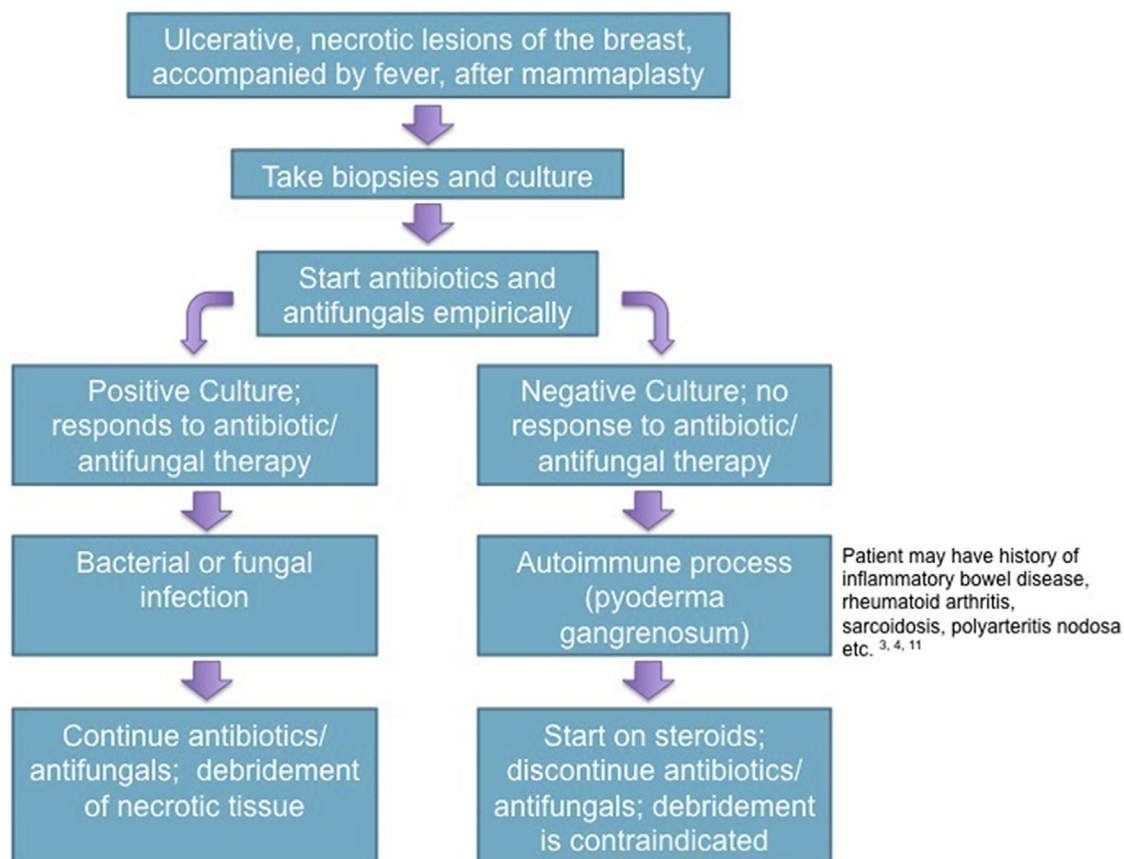 Ulcerative, necrotic lesions of the breast,
accompanied by fever, after mammaplasty
Take biopsies and culture
Start antibiotics and
antifungals empirically
Positive Culture;
responds to antibiotic/
antifungal therapy
Negative Culture; no
response to antibiotic/
antifungal therapy
Bacterial or fungal
infection
Autoimmune process
(pyoderma
gangrenosum)
Patient may have history of
inflammatory bowel disease,
rheumatoid arthritis,
sarcoidosis, polyarteritis nodosa
etc. 3, 4, 11
Continue antibiotics/
antifungals;  debridement
of necrotic tissue
Start on steroids;
discontinue antibiotics/
antifungals; debridement
is contraindicated